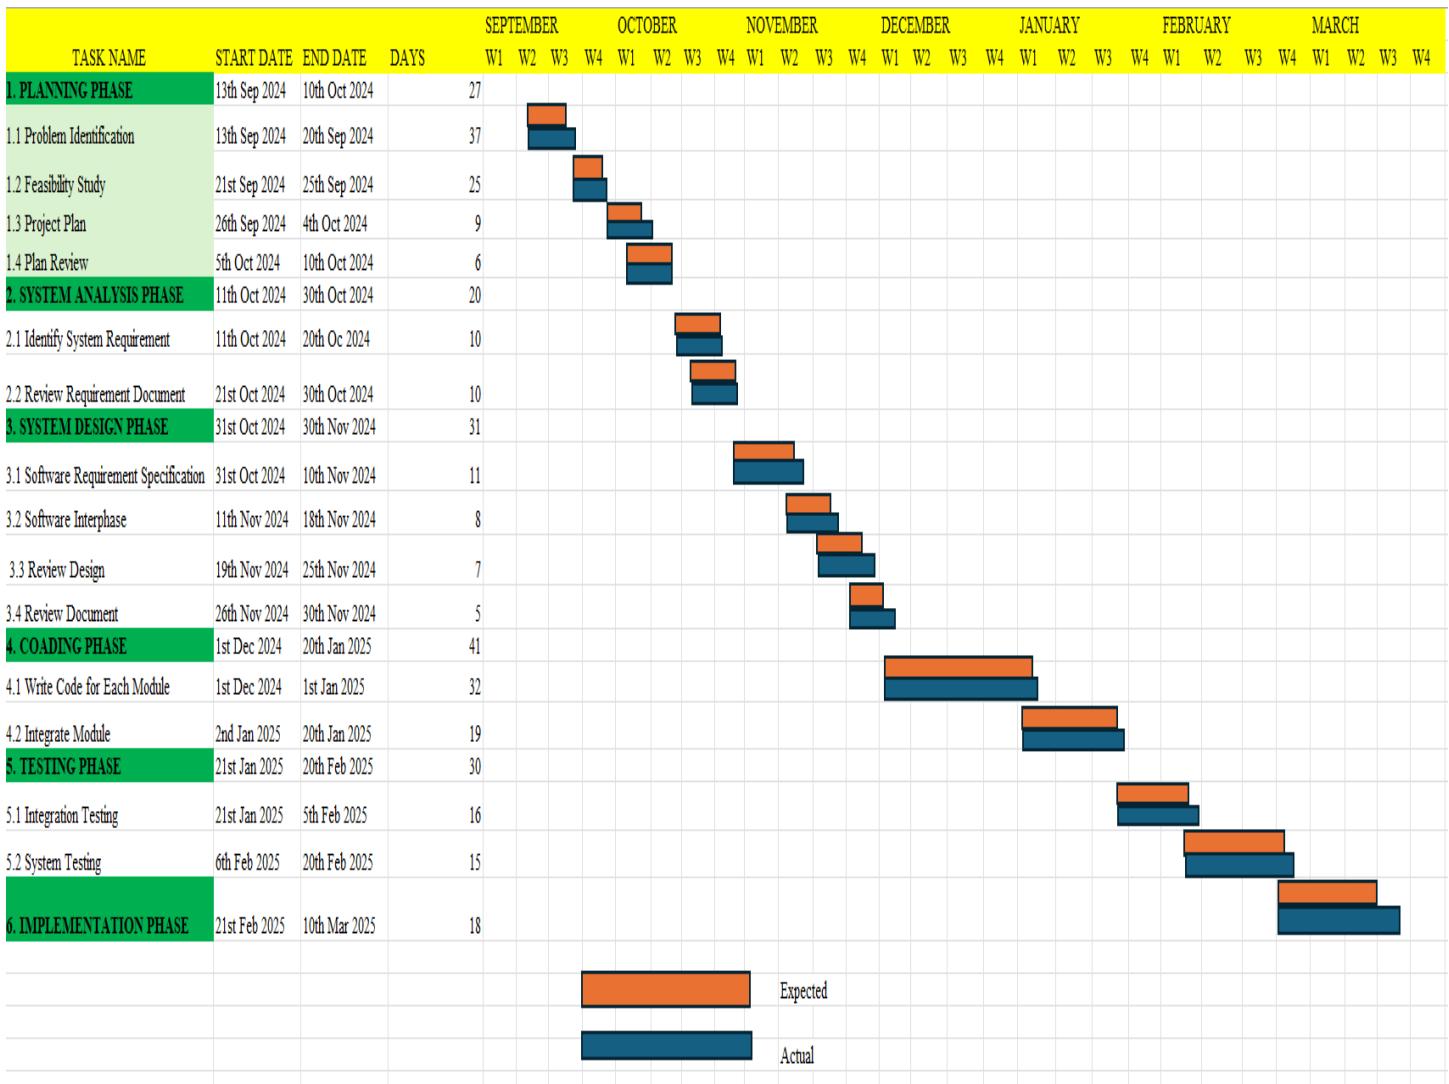 SEPTEMBER OCTOBER NOVEMBER DECEMBER JANUARY FEBRUARY MARCH
TASK NAME START DATE END DATE DAYS W1 W2 W3 W4 W1 W2 W3 W4 W1 W2 W3 W4 W1 W2 W3 W4 W1 W2 W3 W4 W1 W2 W3 W4 W1 W2 W3 W4
1. PLANNING PHASE 13th Sep 2024 10th Oct 2024 27
1.1 Problem Identification 13th Sep 2024 20th Sep 2024 37
1.2 Feasibility Study 21st Sep 2024 25th Sep 2024 25
1.3 Project Plan 26th Sep 2024 4th Oct 2024 9
1.4 Plan Review 5th Oct 2024 10th Oct 2024 6
2. SYSTEM ANALYSIS PHASE 11th Oct 2024 30th Oct 2024 20
2.1 Identify System Requirement 11th Oct 2024 20th Oc 2024 10
2.2 Review Requirement Document 21st Oct 2024 30th Oct 2024 10
3. SYSTEM DESIGN PHASE 31st Oct 2024 30th Nov 2024 31
3.1 Software Requirement Specification 31st Oct 2024 10th Nov 2024 11
3.2 Software Interphase 11th Nov 2024 18th Nov 2024 8
3.3 Review Design 19th Nov 2024 25th Nov 2024 7
3.4 Review Document 26th Nov 2024 30th Nov 2024 5
4. COADING PHASE 1st Dec 2024 20th Jan 2025 41
4.1 Write Code for Each Module 1st Dec 2024 1st Jan 2025 32
4.2 Integrate Module 2nd Jan 2025 20th Jan 2025 19
5. TESTING PHASE 21st Jan 2025 20th Feb 2025 30
5.1 Integration Testing 21st Jan 2025 5th Feb 2025 16
5.2 System Testing 6th Feb 2025 20th Feb 2025 15
6. IMPLEMENTATION PHASE 21st Feb 2025 10th Mar 2025 18
Expected
Actual